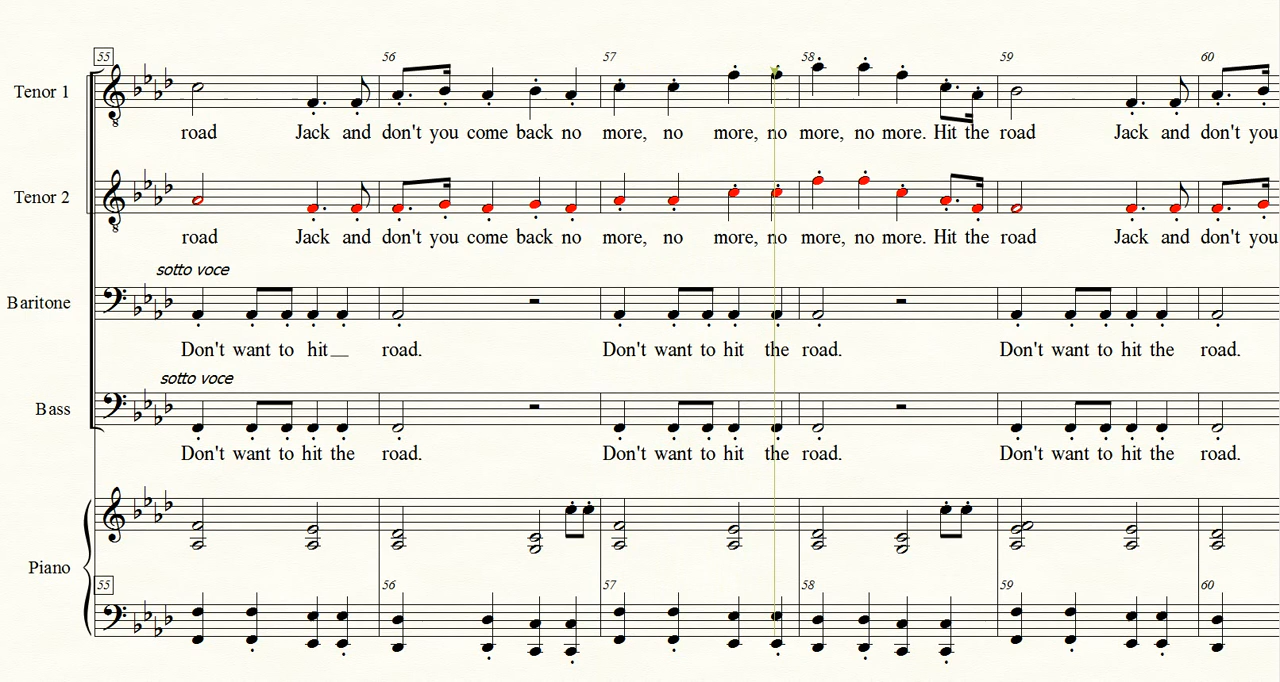 55 56 57 58 59 60
Tenor 1
road Jack and don't you come back no more, no more, no more, no more. Hit the road Jack and don't you
Tenor 2
road Jack and don't you come back no more, no more, no more, no more. Hit the road Jack and don't you
sotto voce
Baritone
Don't want to hit__ road. Don't want to hit the road. Don't want to hit the road.
sotto voce
Bass
Don't want to hit the road. Don't want to hit the road. Don't want to hit the road.
Piano
55 56 57 58 59 60